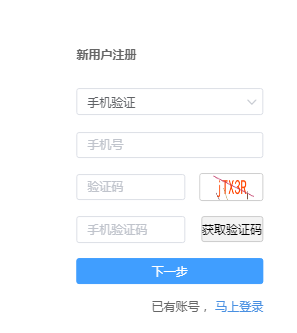 新用户注册
手机验证
手机号
验证码 jTX3R
手机验证码 获取验证码
下一步
已有账号， 马上登录